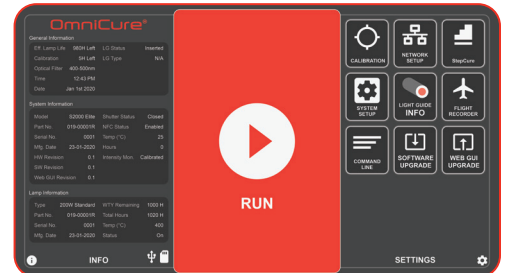 OmniCure®
General Information
Eff. Lamp Life 980H Left LG Status Inserted
Calibration 5H Left LG Type N/A
Optical Filter 400-500nm
Time 12:43 PM
Date Jan 1st 2020
System Information
Model S2000 Elite Shutter Status Closed
Part No. 019-00001R NFC Status Enabled
Serial No. 0001 Temp (°C) 25
Mfg. Date 23-01-2020 Hours 0
HW Revision 0.1 Intensity Mon. Calibrated
SW Revision 0.1
Web GUI Revision 0.1
Lamp Information
Type 200W Standard WTY Remaining 1000 H
Part No. 019-00001R Total Hours 1020 H
Serial No. 0001 Temp (°C) 400
Mfg. Date 23-01-2020 Status On
INFO
RUN
CALIBRATION
NETWORK
SETUP
StepCure
SYSTEM
SETUP
LIGHT GUIDE
INFO
FLIGHT
RECORDER
COMMAND
LINE
SOFTWARE
UPGRADE
WEB GUI
UPGRADE
SETTINGS